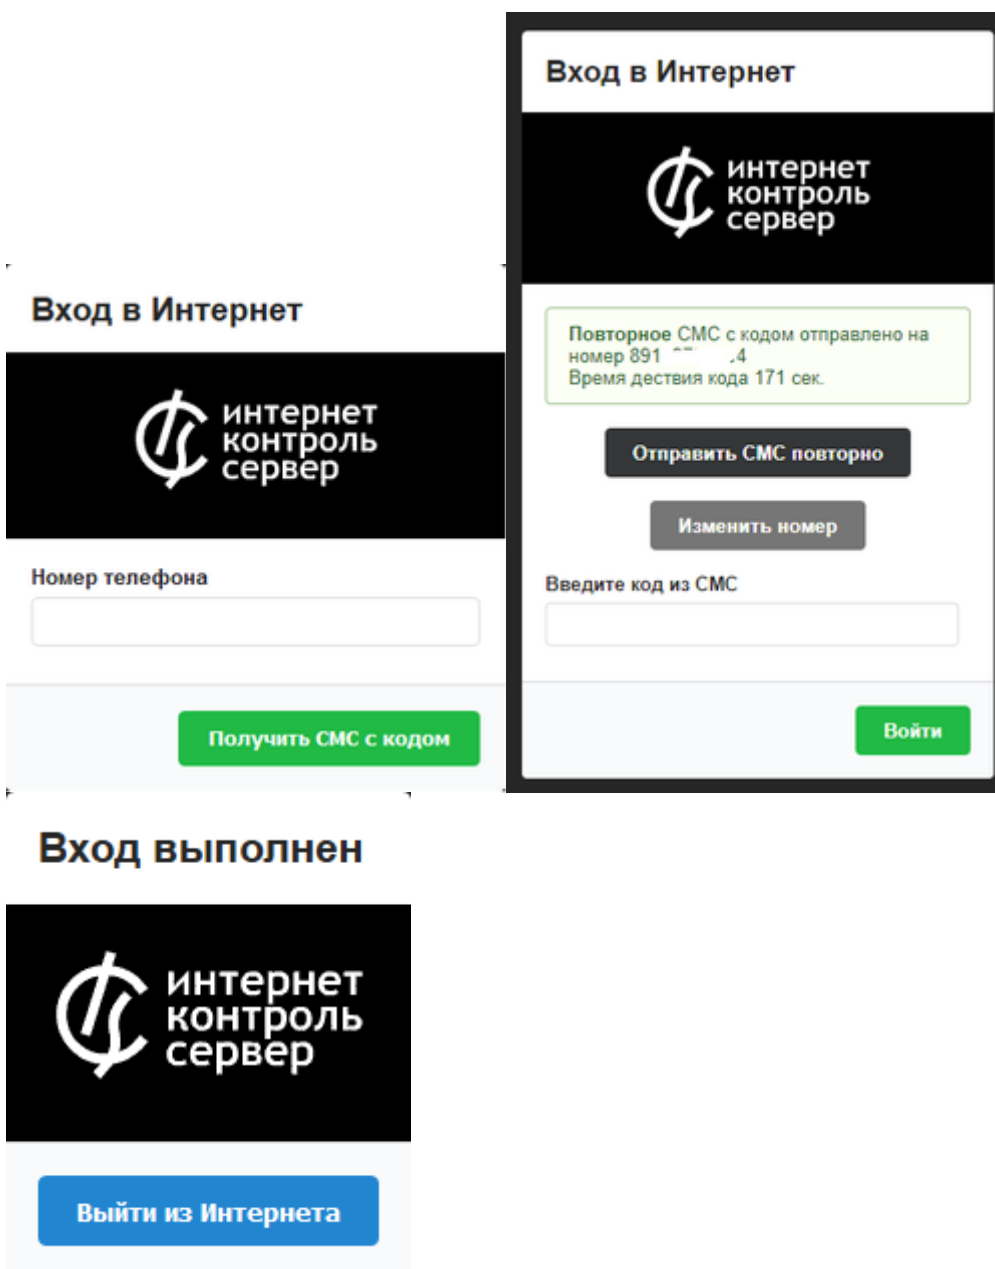 Вход в Интернет
интернет
контроль
сервер
Номер телефона
Получить СМС с кодом
Вход в Интернет
интернет
контроль
сервер
Повторное СМС с кодом отправлено на
номер 891 4
Время дествия кода 171 сек.
Отправить СМС повторно
Изменить номер
Введите код из СМС
Войти
Вход выполнен
интернет
контроль
сервер
Выйти из Интернета